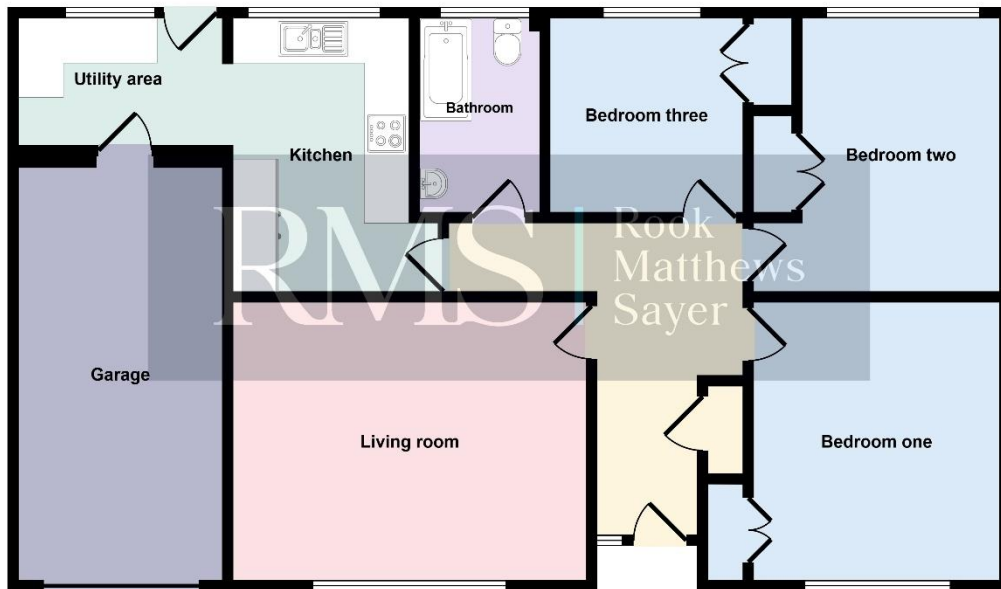 Utility area
Kitchen
Bathroom
Bedroom three
Bedroom two
RMS
Rook
Matthews
Sayer
Garage
Living room
Bedroom one